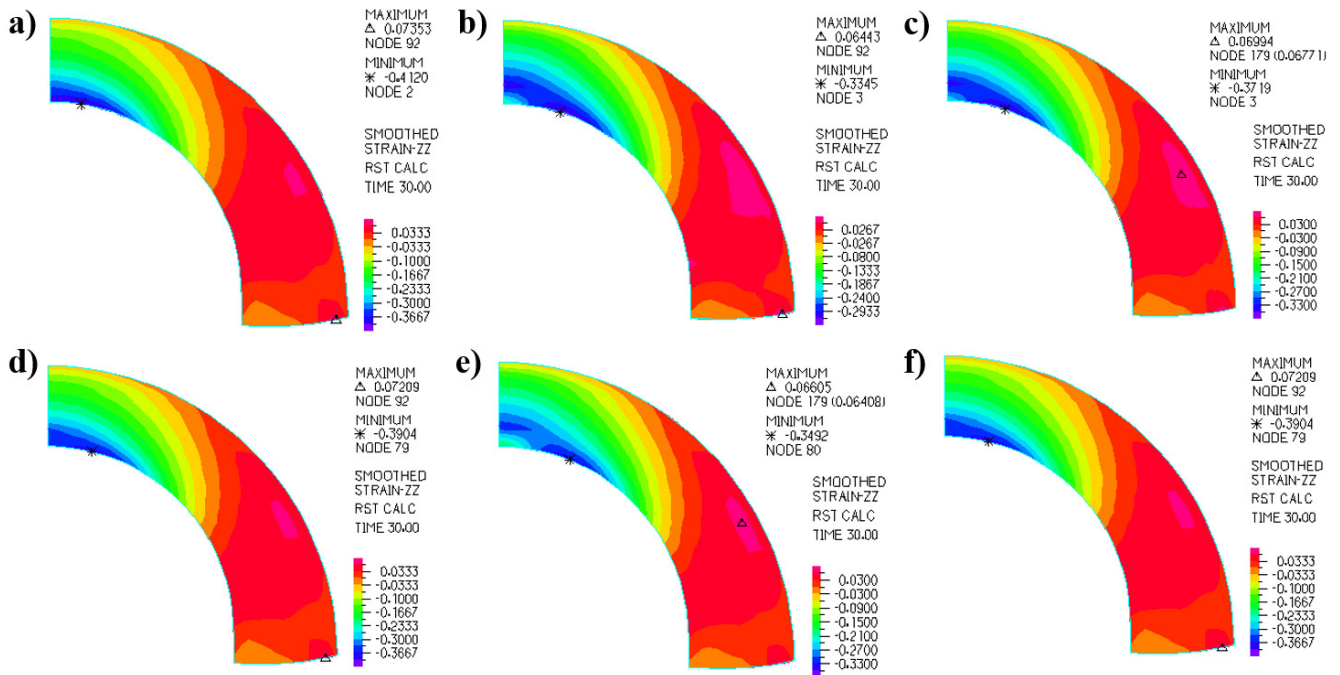 a)
MAXIMUM
△ 0.07353
NODE 92
MINIMUM
✳ -0.4120
NODE 2
SMOOTHED
STRAIN-ZZ
RST CALC
TIME 30.00
0.0333
-0.0333
-0.1000
-0.1667
-0.2333
-0.3000
-0.3667
b)
MAXIMUM
△ 0.06443
NODE 92
MINIMUM
✳ -0.3345
NODE 3
SMOOTHED
STRAIN-ZZ
RST CALC
TIME 30.00
0.0267
-0.0267
-0.0800
-0.1333
-0.1867
-0.2400
-0.2933
c)
MAXIMUM
△ 0.06994
NODE 179 (0.06771)
MINIMUM
✳ -0.3719
NODE 3
SMOOTHED
STRAIN-ZZ
RST CALC
TIME 30.00
0.0300
-0.0300
-0.0900
-0.1500
-0.2100
-0.2700
-0.3300
d)
MAXIMUM
△ 0.07209
NODE 92
MINIMUM
✳ -0.3904
NODE 79
SMOOTHED
STRAIN-ZZ
RST CALC
TIME 30.00
0.0333
-0.0333
-0.1000
-0.1667
-0.2333
-0.3000
-0.3667
e)
MAXIMUM
△ 0.06605
NODE 179 (0.06408)
MINIMUM
✳ -0.3492
NODE 80
SMOOTHED
STRAIN-ZZ
RST CALC
TIME 30.00
0.0300
-0.0300
-0.0900
-0.1500
-0.2100
-0.2700
-0.3300
f)
MAXIMUM
△ 0.07209
NODE 92
MINIMUM
✳ -0.3904
NODE 79
SMOOTHED
STRAIN-ZZ
RST CALC
TIME 30.00
0.0333
-0.0333
-0.1000
-0.1667
-0.2333
-0.3000
-0.3667